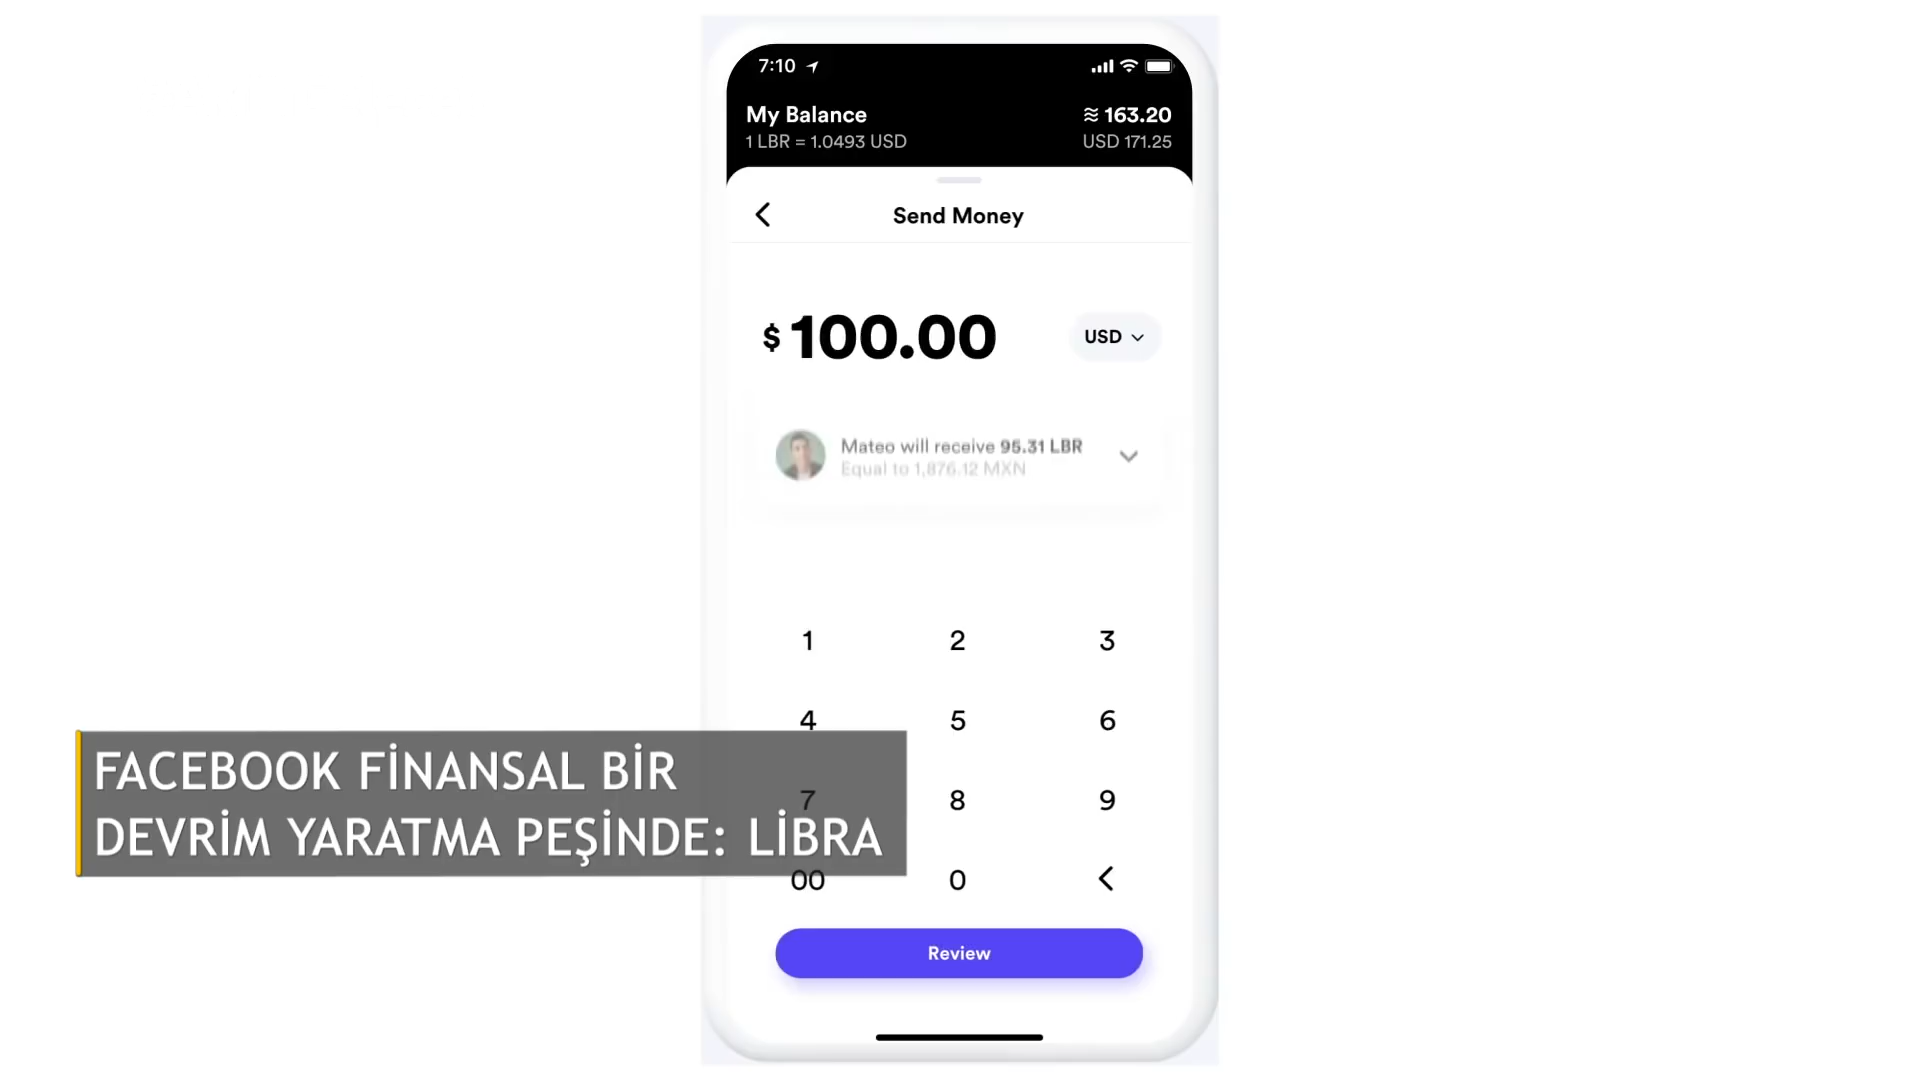 7:10
My Balance
≋ 163.20
1 LBR = 1.0493 USD
USD 171.25
Send Money
$ 100.00
USD
Mateo will receive 95.31 LBR
Equal to 1,876.12 MXN
1 2 3
4 5 6
7 8 9
00 0
FACEBOOK FİNANSAL BİR
DEVRİM YARATMA PEŞİNDE: LİBRA
Review